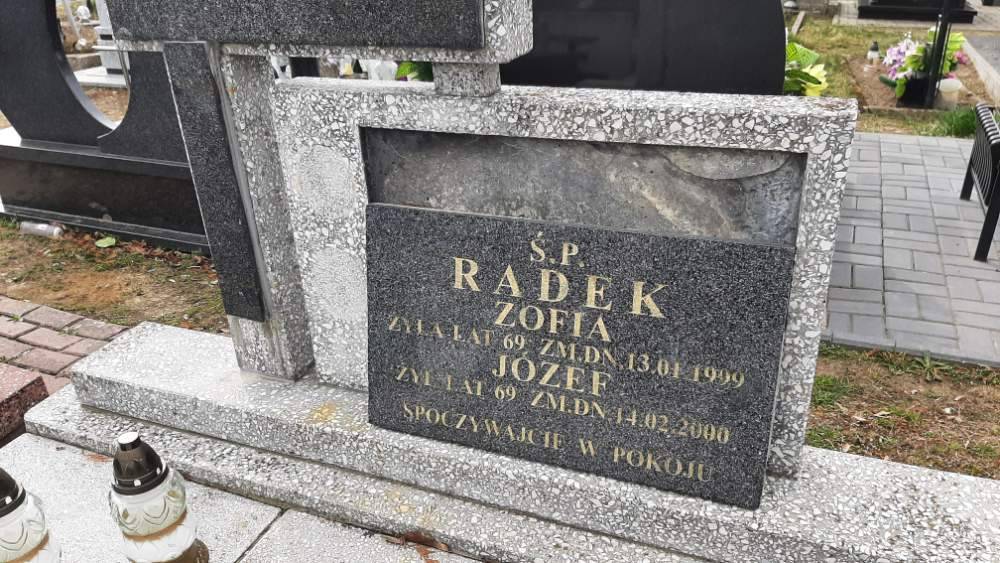 Ś.P.
RADEK
ZOFIA
ŻYŁA LAT 69 ZM.DN.13.01.1999
JÓZEF
ŻYŁ LAT 69 ZM.DN.14.02.2000
SPOCZYWAJCIE W POKOJU